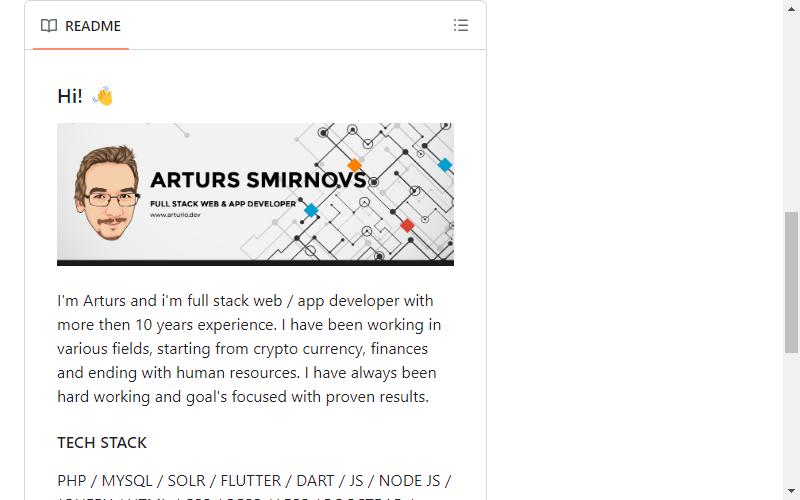 README
Hi! 👋
ARTURS SMIRNOVS
FULL STACK WEB & APP DEVELOPER
www.arturio.dev
I'm Arturs and i'm full stack web / app developer with
more then 10 years experience. I have been working in
various fields, starting from crypto currency, finances
and ending with human resources. I have always been
hard working and goal's focused with proven results.
TECH STACK
PHP / MYSQL / SOLR / FLUTTER / DART / JS / NODE JS /